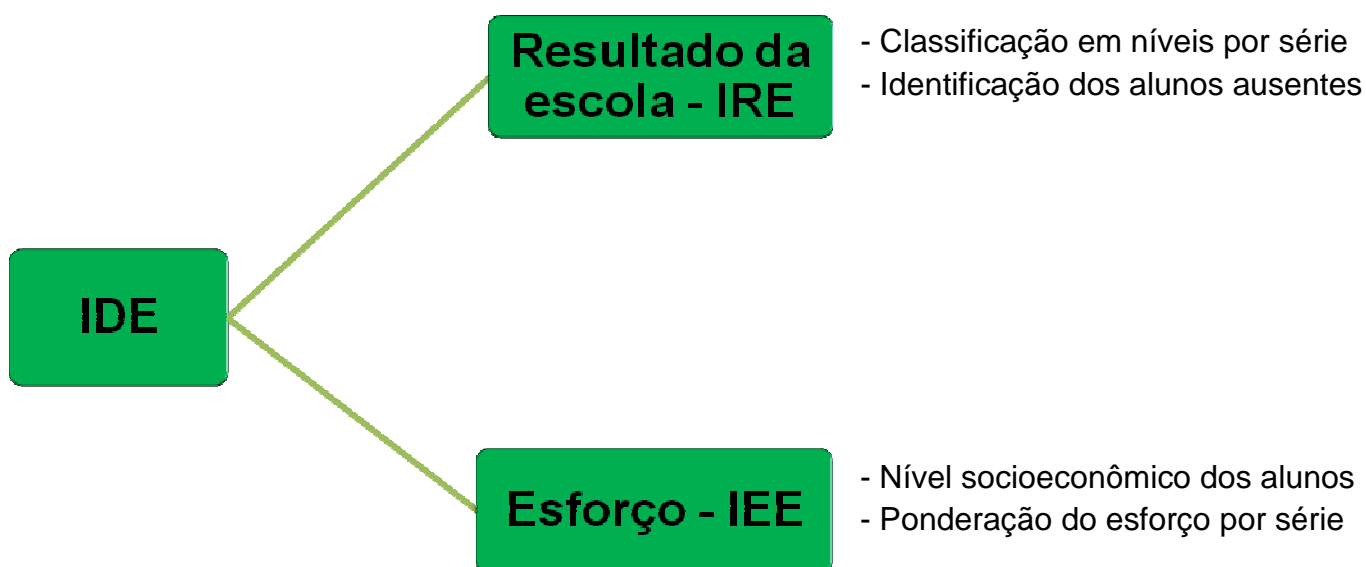 Resultado da
escola - IRE
- Classificação em níveis por série
- Identificação dos alunos ausentes
IDE
Esforço - IEE
- Nível socioeconômico dos alunos
- Ponderação do esforço por série